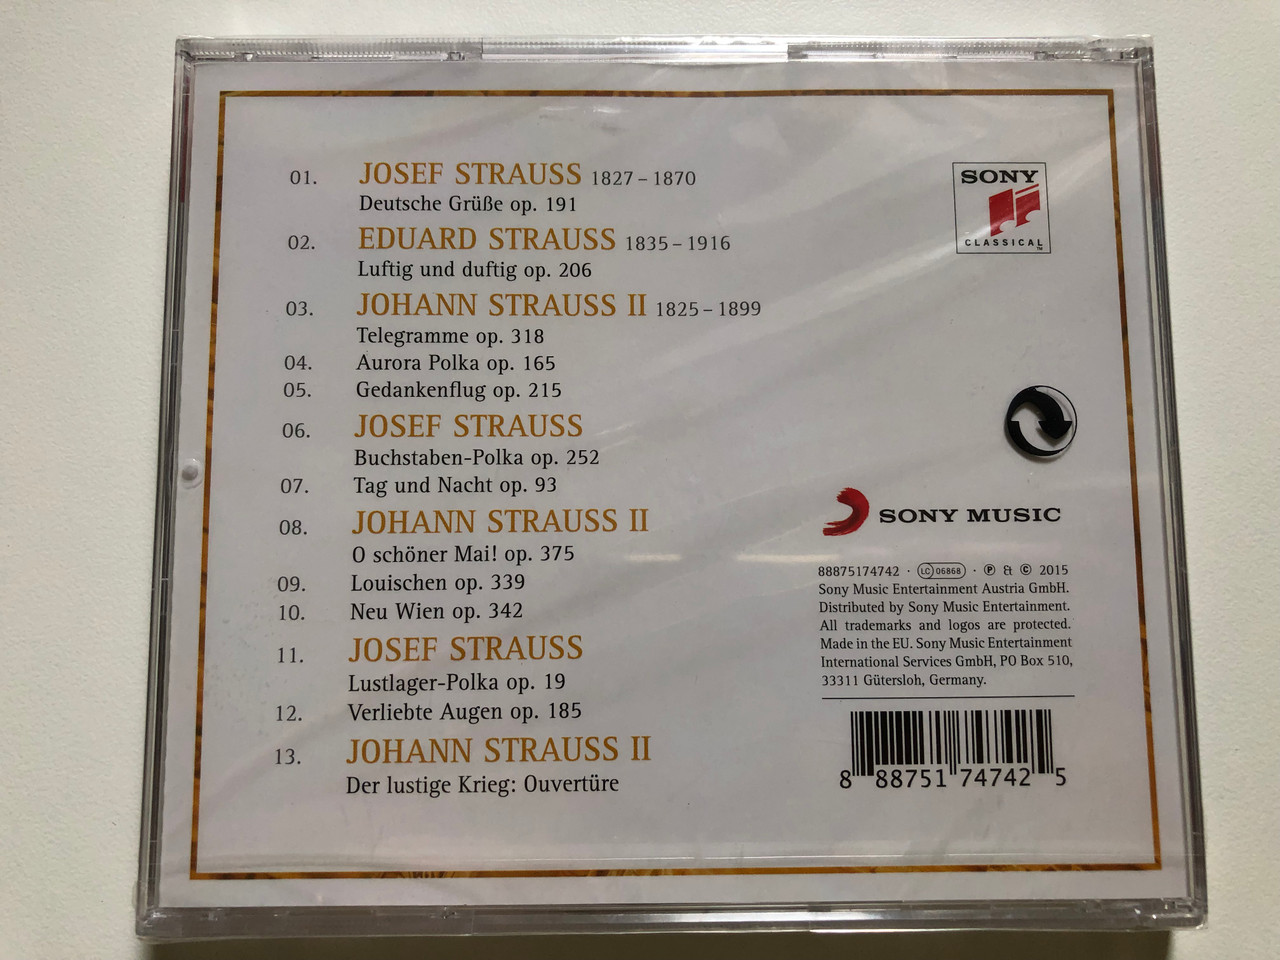 01. JOSEF STRAUSS 1827 – 1870
Deutsche Grüße op. 191
02. EDUARD STRAUSS 1835 – 1916
Luftig und duftig op. 206
03. JOHANN STRAUSS II 1825 – 1899
Telegramme op. 318
04. Aurora Polka op. 165
05. Gedankenflug op. 215
06. JOSEF STRAUSS
Buchstaben-Polka op. 252
07. Tag und Nacht op. 93
08. JOHANN STRAUSS II
O schöner Mai! op. 375
09. Louischen op. 339
10. Neu Wien op. 342
11. JOSEF STRAUSS
Lustlager-Polka op. 19
12. Verliebte Augen op. 185
13. JOHANN STRAUSS II
Der lustige Krieg: Ouvertüre
SONY
CLASSICAL
SONY MUSIC
88875174742 · LC 06868 · ℗ & © 2015
Sony Music Entertainment Austria GmbH.
Distributed by Sony Music Entertainment.
All trademarks and logos are protected.
Made in the EU. Sony Music Entertainment
International Services GmbH, PO Box 510,
33311 Gütersloh, Germany.
8 88751 74742 5